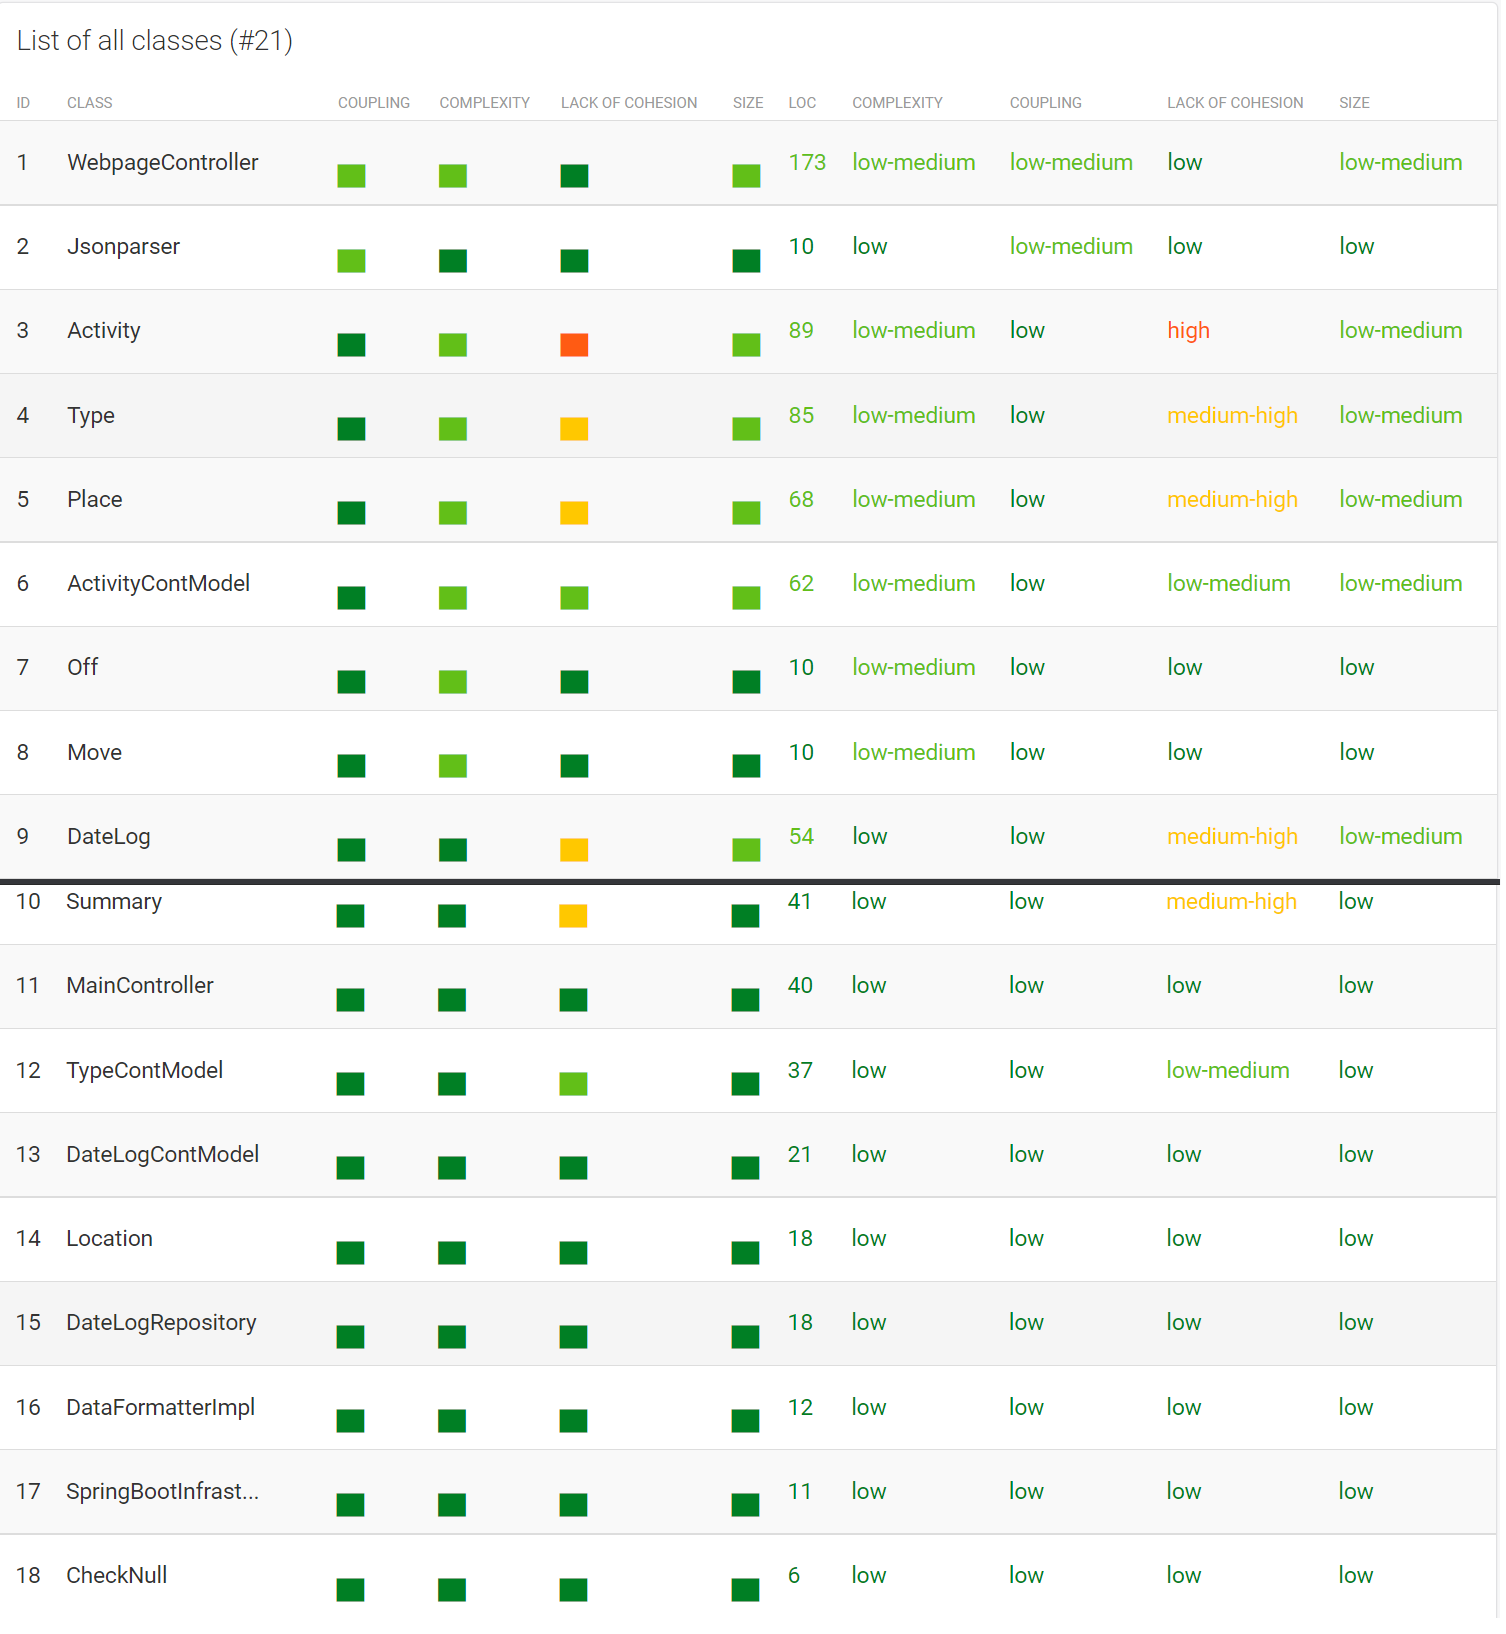 List of all classes (#21)
ID CLASS COUPLING COMPLEXITY LACK OF COHESION SIZE LOC COMPLEXITY COUPLING LACK OF COHESION SIZE
1 WebpageController 173 low-medium low-medium low low-medium
2 Jsonparser 10 low low-medium low low
3 Activity 89 low-medium low high low-medium
4 Type 85 low-medium low medium-high low-medium
5 Place 68 low-medium low medium-high low-medium
6 ActivityContModel 62 low-medium low low-medium low-medium
7 Off 10 low-medium low low low
8 Move 10 low-medium low low low
9 DateLog 54 low low medium-high low-medium
10 Summary 41 low low medium-high low
11 MainController 40 low low low low
12 TypeContModel 37 low low low-medium low
13 DateLogContModel 21 low low low low
14 Location 18 low low low low
15 DateLogRepository 18 low low low low
16 DataFormatterImpl 12 low low low low
17 SpringBootInfrast... 11 low low low low
18 CheckNull 6 low low low low